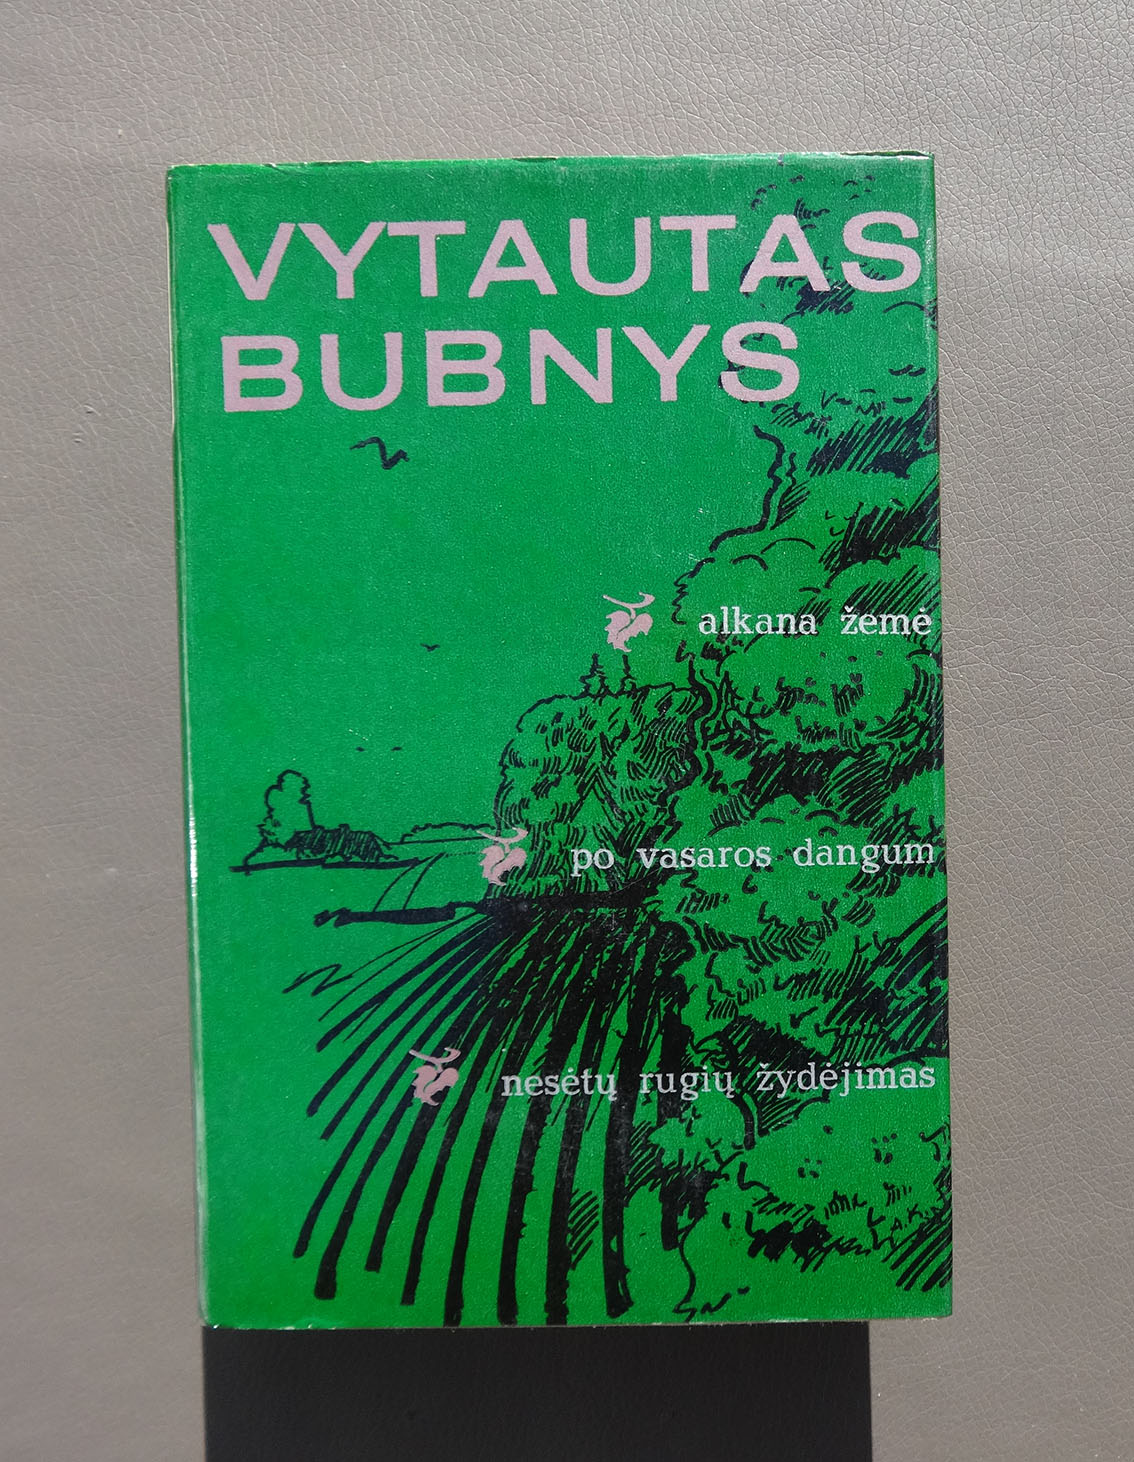 VYTAUTAS
BUBNYS
alkana žemė
po vasaros dangum
nesėtų rugių žydėjimas
A.K.